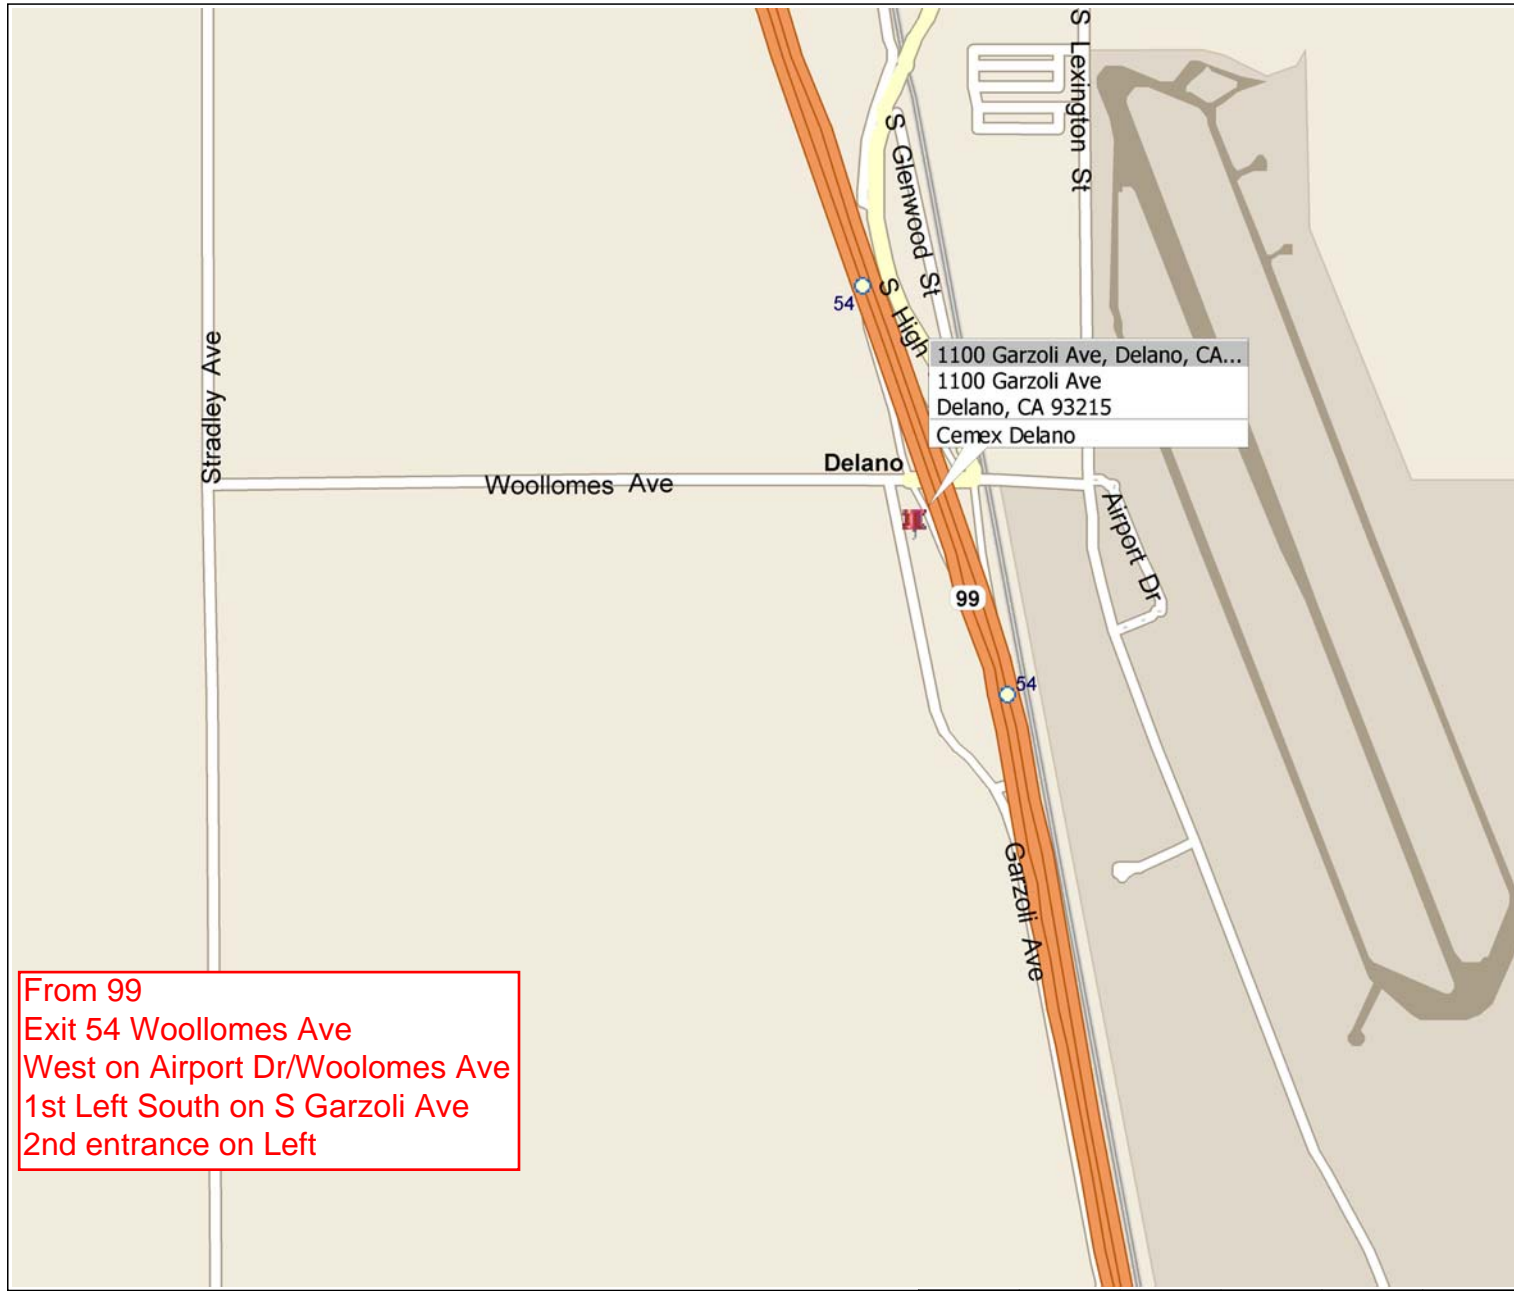 S Lexington St
S Glenwood St
54
S High
Stradley Ave
1100 Garzoli Ave, Delano, CA...
1100 Garzoli Ave
Delano, CA 93215
Cemex Delano
Delano
Woollomes Ave
Airport Dr
99
54
Garzoli Ave
From 99
Exit 54 Woollomes Ave
West on Airport Dr/Woolomes Ave
1st Left South on S Garzoli Ave
2nd entrance on Left